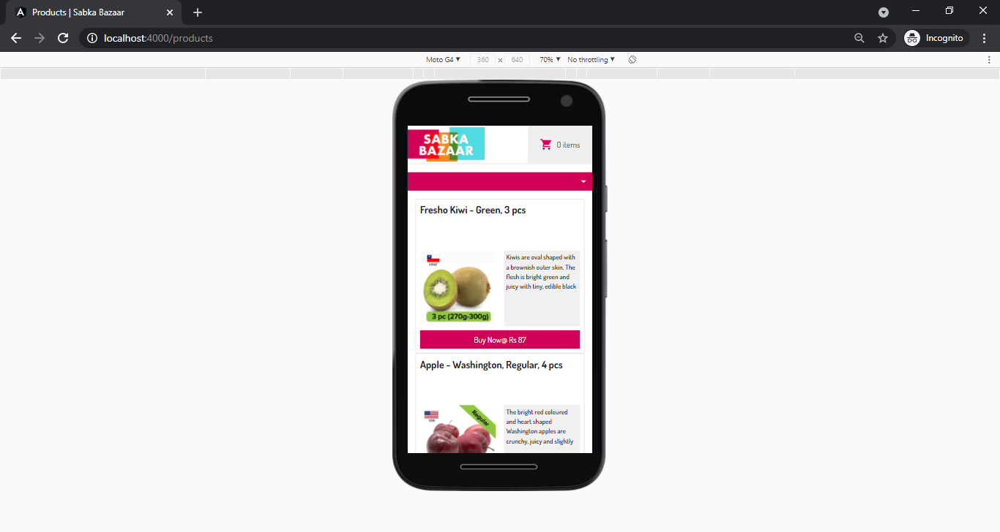 Products | Sabka Bazaar
localhost:4000/products
Incognito
Moto G4 ▼ 360 x 640 70% ▼ No throttling ▼
SABKA
BAZAAR
0 items
Fresho Kiwi - Green, 3 pcs
CHILE
3 pc (270g-300g)
Kiwis are oval shaped with
a brownish outer skin. The
flesh is bright green and
juicy with tiny, edible black
Buy Now@ Rs 87
Apple - Washington, Regular, 4 pcs
USA
Regular
The bright red coloured
and heart shaped
Washington apples are
crunchy, juicy and slightly